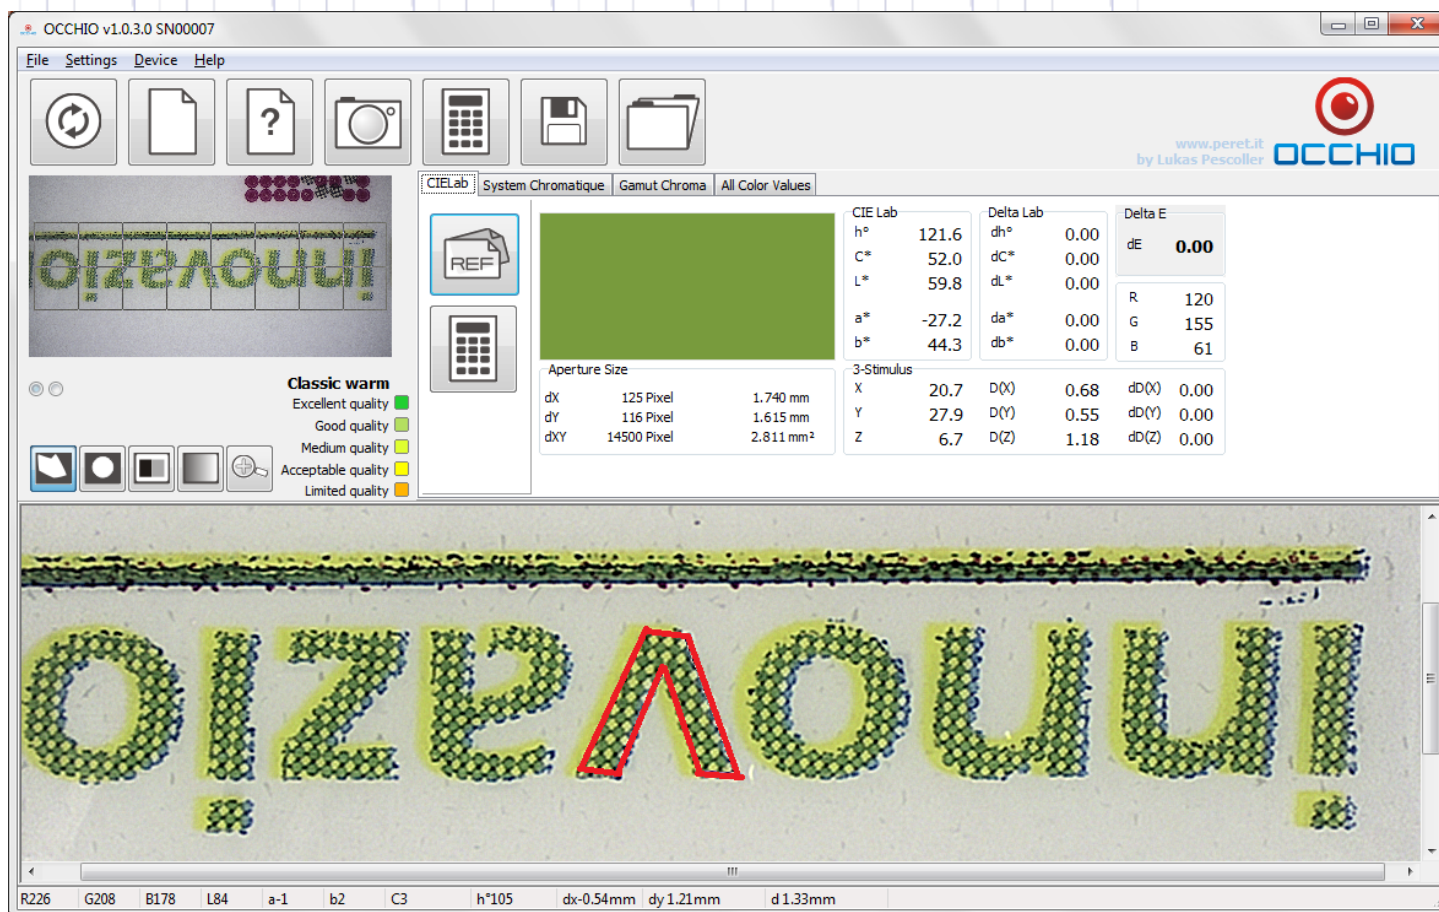 OCCHIO v1.0.3.0 SN00007
File Settings Device Help
?
www.peret.it
by Lukas Pescoller
OCCHIO
CIELab System Chromatique Gamut Chroma All Color Values
innovazio
REF
CIE Lab Delta Lab Delta E
h° 121.6 dh° 0.00
C* 52.0 dC* 0.00 dE 0.00
L* 59.8 dL* 0.00
a* -27.2 da* 0.00
b* 44.3 db* 0.00
R 120
G 155
B 61
Aperture Size
dX 125 Pixel 1.740 mm
dY 116 Pixel 1.615 mm
dXY 14500 Pixel 2.811 mm²
3-Stimulus
X 20.7 D(X) 0.68 dD(X) 0.00
Y 27.9 D(Y) 0.55 dD(Y) 0.00
Z 6.7 D(Z) 1.18 dD(Z) 0.00
Classic warm
Excellent quality
Good quality
Medium quality
Acceptable quality
Limited quality
innovazio
R226 G208 B178 L84 a-1 b2 C3 h°105 dx-0.54mm dy 1.21mm d 1.33mm